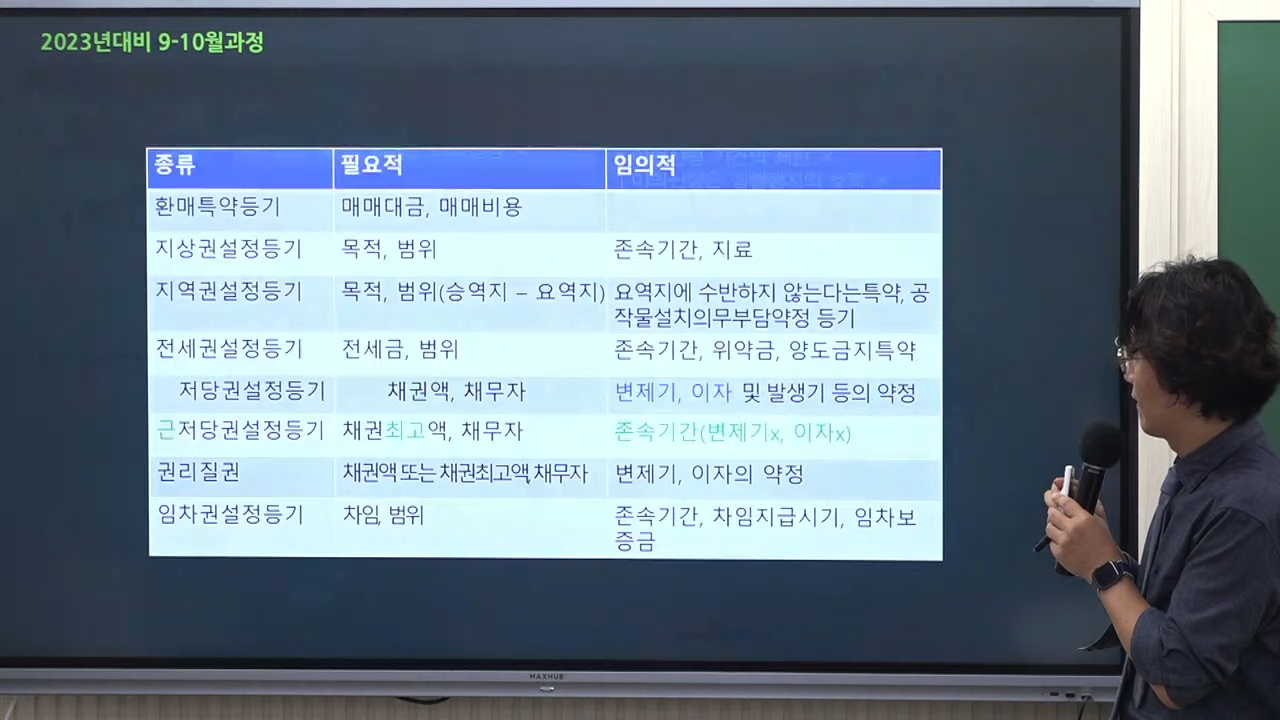 2023년대비 9-10월과정
종류 필요적 임의적
환매특약등기 매매대금, 매매비용
지상권설정등기 목적, 범위 존속기간, 지료
지역권설정등기 목적, 범위(승역지 – 요역지) 요역지에 수반하지 않는다는특약, 공
작물설치의무부담약정 등기
전세권설정등기 전세금, 범위 존속기간, 위약금, 양도금지특약
저당권설정등기 채권액, 채무자 변제기, 이자 및 발생기 등의 약정
근저당권설정등기 채권최고액, 채무자 존속기간(변제기x, 이자x)
권리질권 채권액 또는 채권최고액, 채무자 변제기, 이자의 약정
임차권설정등기 차임, 범위 존속기간, 차임지급시기, 임차보
증금
MAXHUB